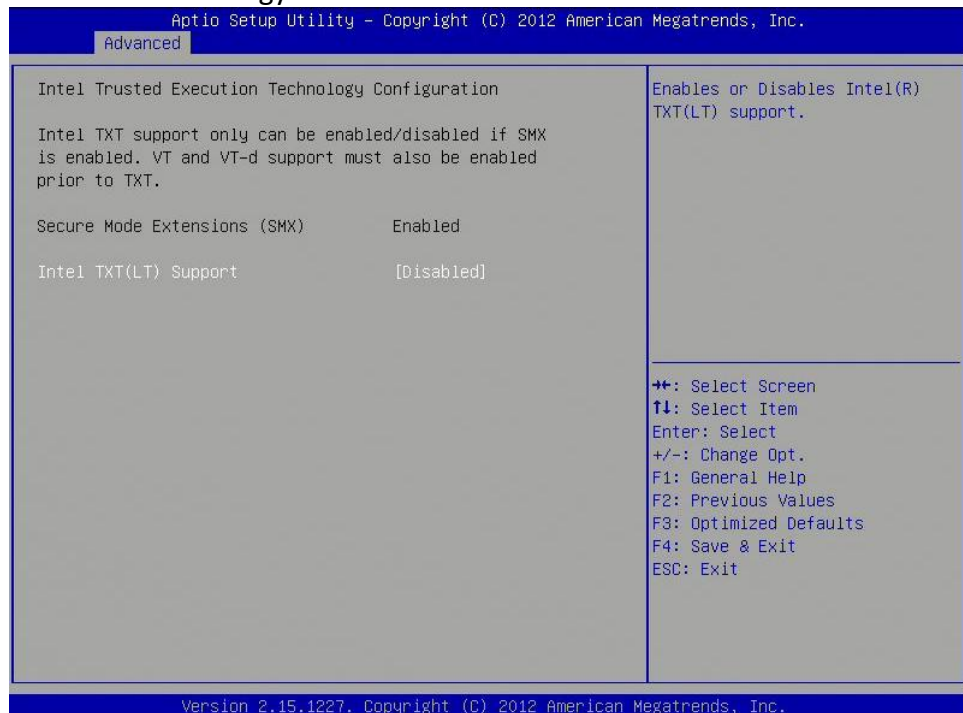 Aptio Setup Utility – Copyright (C) 2012 American Megatrends, Inc.
Advanced
Intel Trusted Execution Technology Configuration
Intel TXT support only can be enabled/disabled if SMX
is enabled. VT and VT-d support must also be enabled
prior to TXT.
Secure Mode Extensions (SMX) Enabled
Intel TXT(LT) Support [Disabled]
Enables or Disables Intel(R)
TXT(LT) support.
→←: Select Screen
↑↓: Select Item
Enter: Select
+/-: Change Opt.
F1: General Help
F2: Previous Values
F3: Optimized Defaults
F4: Save & Exit
ESC: Exit
Version 2.15.1227. Copyright (C) 2012 American Megatrends, Inc.